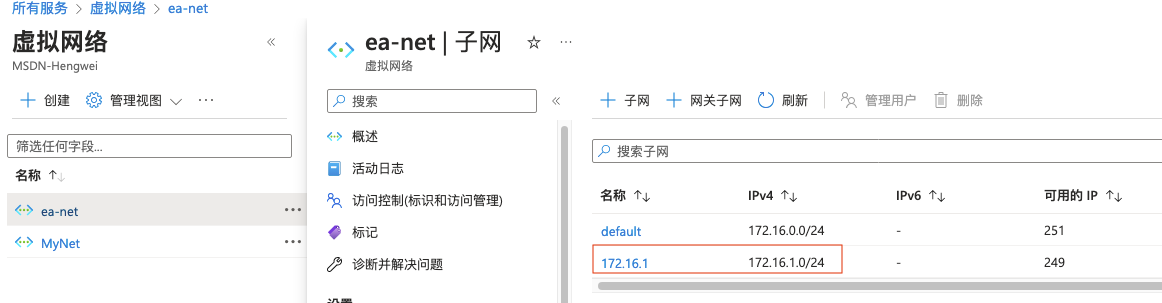 所有服务 > 虚拟网络 > ea-net
虚拟网络
MSDN-Hengwei
创建 管理视图 ···
筛选任何字段...
名称
ea-net ···
MyNet ···
ea-net | 子网 ···
虚拟网络
搜索
概述
活动日志
访问控制(标识和访问管理)
标记
诊断并解决问题
子网 网关子网 刷新 管理用户 删除
搜索子网
名称 IPv4 IPv6 可用的 IP
default 172.16.0.0/24 - 251
172.16.1 172.16.1.0/24 - 249